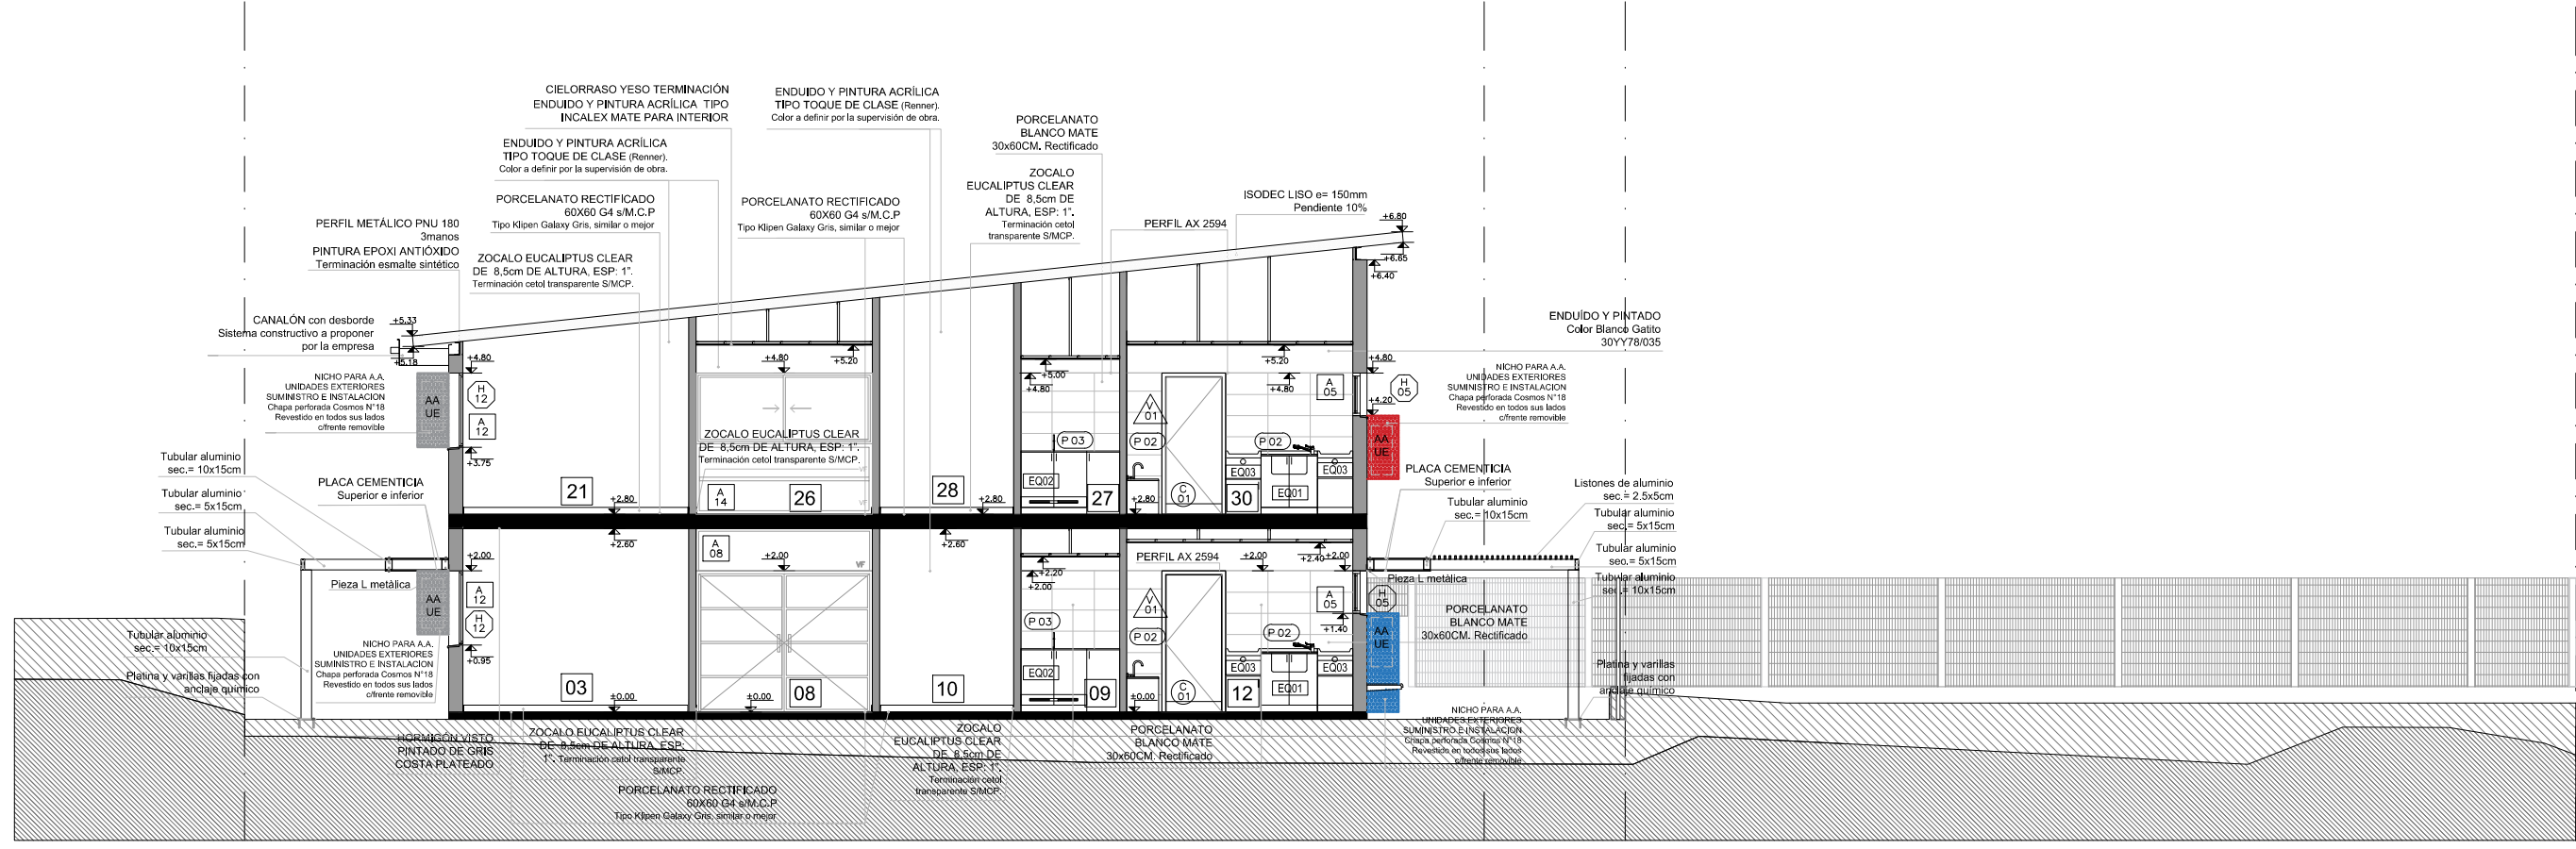 CIELORRASO YESO TERMINACIÓN
ENDUIDO Y PINTURA ACRÍLICA TIPO
INCALEX MATE PARA INTERIOR
ENDUIDO Y PINTURA ACRÍLICA
TIPO TOQUE DE CLASE (Renner).
Color a definir por la supervisión de obra.
ENDUIDO Y PINTURA ACRÍLICA
TIPO TOQUE DE CLASE (Renner).
Color a definir por la supervisión de obra.
PORCELANATO
BLANCO MATE
30x60CM. Rectificado
ZOCALO
EUCALIPTUS CLEAR
DE 8,5cm DE
ALTURA, ESP: 1".
Terminación cetol
transparente S/MCP.
PORCELANATO RECTIFICADO
60X60 G4 s/M.C.P
Tipo Klipen Galaxy Gris, similar o mejor
PORCELANATO RECTIFICADO
60X60 G4 s/M.C.P
Tipo Klipen Galaxy Gris, similar o mejor
ISODEC LISO e= 150mm
Pendiente 10%
PERFIL AX 2594
PERFIL METÁLICO PNU 180
3manos
PINTURA EPOXI ANTIÓXIDO
Terminación esmalte sintético
ZOCALO EUCALIPTUS CLEAR
DE 8,5cm DE ALTURA, ESP: 1".
Terminación cetol transparente S/MCP.
+6.80
+6.65
+6.40
CANALÓN con desborde
Sistema constructivo a proponer
por la empresa
+5.33
+5.18
ENDUÍDO Y PINTADO
Color Blanco Gatito
30YY78/035
NICHO PARA A.A.
UNIDADES EXTERIORES
SUMINISTRO E INSTALACION
Chapa perforada Cosmos N°18
Revestido en todos sus lados
c/frente removible
AA
UE
+4.80
H
12
A
12
+3.75
+4.80
+5.20
+5.00
+4.80
+5.20
+4.80
A
05
+4.80
H
05
+4.20
AA
UE
NICHO PARA A.A.
UNIDADES EXTERIORES
SUMINISTRO E INSTALACION
Chapa perforada Cosmos N°18
Revestido en todos sus lados
c/frente removible
ZOCALO EUCALIPTUS CLEAR
DE 8,5cm DE ALTURA, ESP: 1".
Terminación cetol transparente S/MCP.
VF
VF
V
01
P 03
P 02
P 02
EQ02
EQ03
EQ01
EQ03
C
01
21
+2.80
A
14
26
28
+2.80
27
+2.80
30
Tubular aluminio
sec.= 10x15cm
Tubular aluminio
sec.= 5x15cm
Tubular aluminio
sec.= 5x15cm
PLACA CEMENTICIA
Superior e inferior
PLACA CEMENTICIA
Superior e inferior
Tubular aluminio
sec.= 10x15cm
Listones de aluminio
sec.= 2.5x5cm
Tubular aluminio
sec.= 5x15cm
Tubular aluminio
sec.= 5x15cm
Tubular aluminio
sec.= 10x15cm
+2.00
+2.60
A
08
+2.00
VF
+2.60
+2.20
+2.00
PERFIL AX 2594
+2.00
+2.40
+2.00
Pieza L metálica
AA
UE
A
12
H
12
+0.95
Pieza L metálica
A
05
H
05
+1.40
AA
UE
PORCELANATO
BLANCO MATE
30x60CM. Rectificado
V
01
P 03
P 02
P 02
EQ02
EQ03
EQ01
EQ03
C
01
Tubular aluminio
sec.= 10x15cm
Platina y varillas fijadas con
anclaje químico
NICHO PARA A.A.
UNIDADES EXTERIORES
SUMINISTRO E INSTALACION
Chapa perforada Cosmos N°18
Revestido en todos sus lados
c/frente removible
03
±0.00
±0.00
08
10
09
±0.00
12
Platina y varillas
fijadas con
anclaje químico
NICHO PARA A.A.
UNIDADES EXTERIORES
SUMINISTRO E INSTALACION
Chapa perforada Cosmos N°18
Revestido en todos sus lados
c/frente removible
HORMIGÓN VISTO
PINTADO DE GRIS
COSTA PLATEADO
ZOCALO EUCALIPTUS CLEAR
DE 8,5cm DE ALTURA, ESP:
1". Terminación cetol transparente
S/MCP.
ZOCALO
EUCALIPTUS CLEAR
DE 8,5cm DE
ALTURA, ESP: 1".
Terminación cetol
transparente S/MCP.
PORCELANATO
BLANCO MATE
30x60CM. Rectificado
PORCELANATO RECTIFICADO
60X60 G4 s/M.C.P
Tipo Klipen Galaxy Gris, similar o mejor